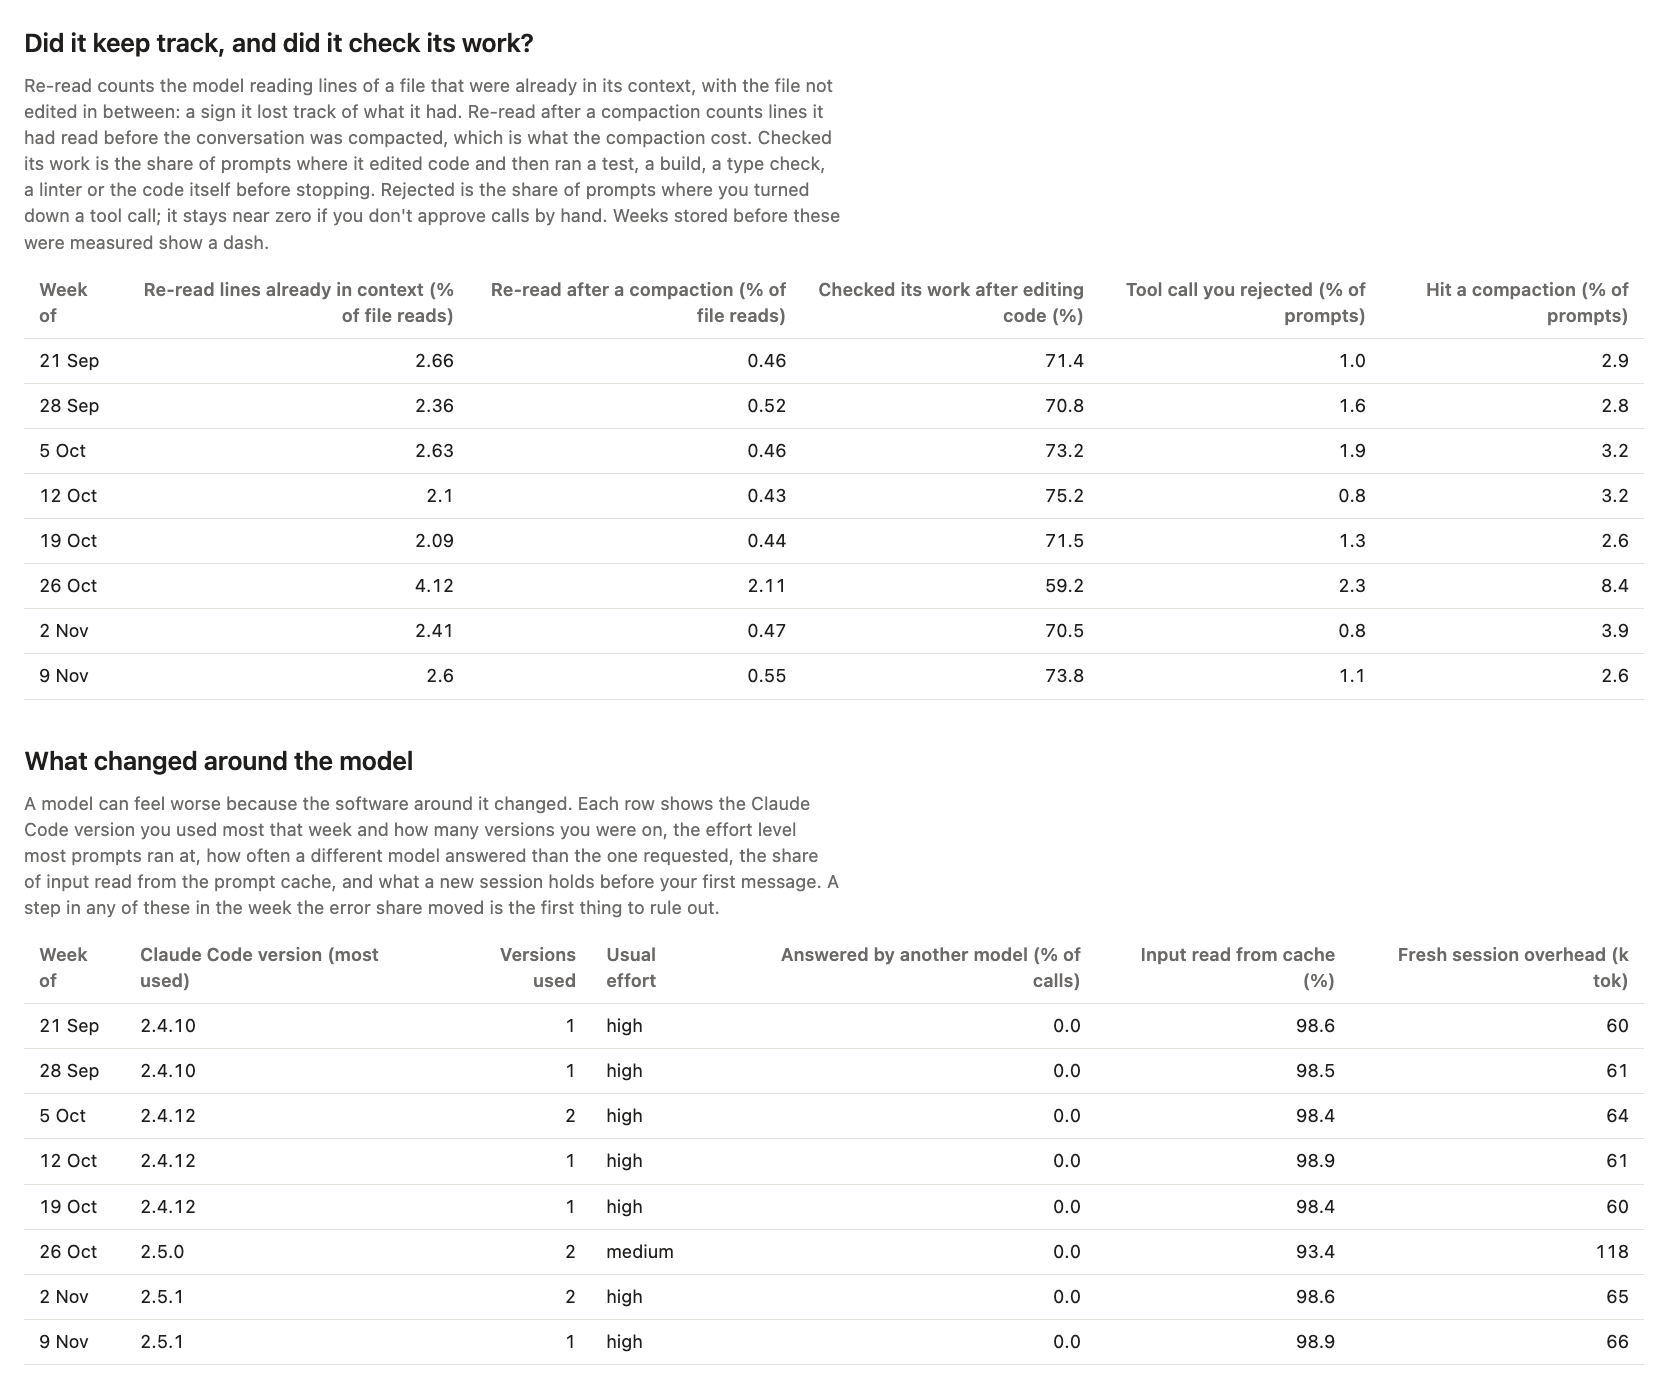 Did it keep track, and did it check its work?
Re-read counts the model reading lines of a file that were already in its context, with the file not
edited in between: a sign it lost track of what it had. Re-read after a compaction counts lines it
had read before the conversation was compacted, which is what the compaction cost. Checked
its work is the share of prompts where it edited code and then ran a test, a build, a type check,
a linter or the code itself before stopping. Rejected is the share of prompts where you turned
down a tool call; it stays near zero if you don't approve calls by hand. Weeks stored before these
were measured show a dash.
Week of Re-read lines already in context (% of file reads) Re-read after a compaction (% of file reads) Checked its work after editing code (%) Tool call you rejected (% of prompts) Hit a compaction (% of prompts)
21 Sep 2.66 0.46 71.4 1.0 2.9
28 Sep 2.36 0.52 70.8 1.6 2.8
5 Oct 2.63 0.46 73.2 1.9 3.2
12 Oct 2.1 0.43 75.2 0.8 3.2
19 Oct 2.09 0.44 71.5 1.3 2.6
26 Oct 4.12 2.11 59.2 2.3 8.4
2 Nov 2.41 0.47 70.5 0.8 3.9
9 Nov 2.6 0.55 73.8 1.1 2.6
What changed around the model
A model can feel worse because the software around it changed. Each row shows the Claude
Code version you used most that week and how many versions you were on, the effort level
most prompts ran at, how often a different model answered than the one requested, the share
of input read from the prompt cache, and what a new session holds before your first message. A
step in any of these in the week the error share moved is the first thing to rule out.
Week of Claude Code version (most used) Versions used Usual effort Answered by another model (% of calls) Input read from cache (%) Fresh session overhead (k tok)
21 Sep 2.4.10 1 high 0.0 98.6 60
28 Sep 2.4.10 1 high 0.0 98.5 61
5 Oct 2.4.12 2 high 0.0 98.4 64
12 Oct 2.4.12 1 high 0.0 98.9 61
19 Oct 2.4.12 1 high 0.0 98.4 60
26 Oct 2.5.0 2 medium 0.0 93.4 118
2 Nov 2.5.1 2 high 0.0 98.6 65
9 Nov 2.5.1 1 high 0.0 98.9 66